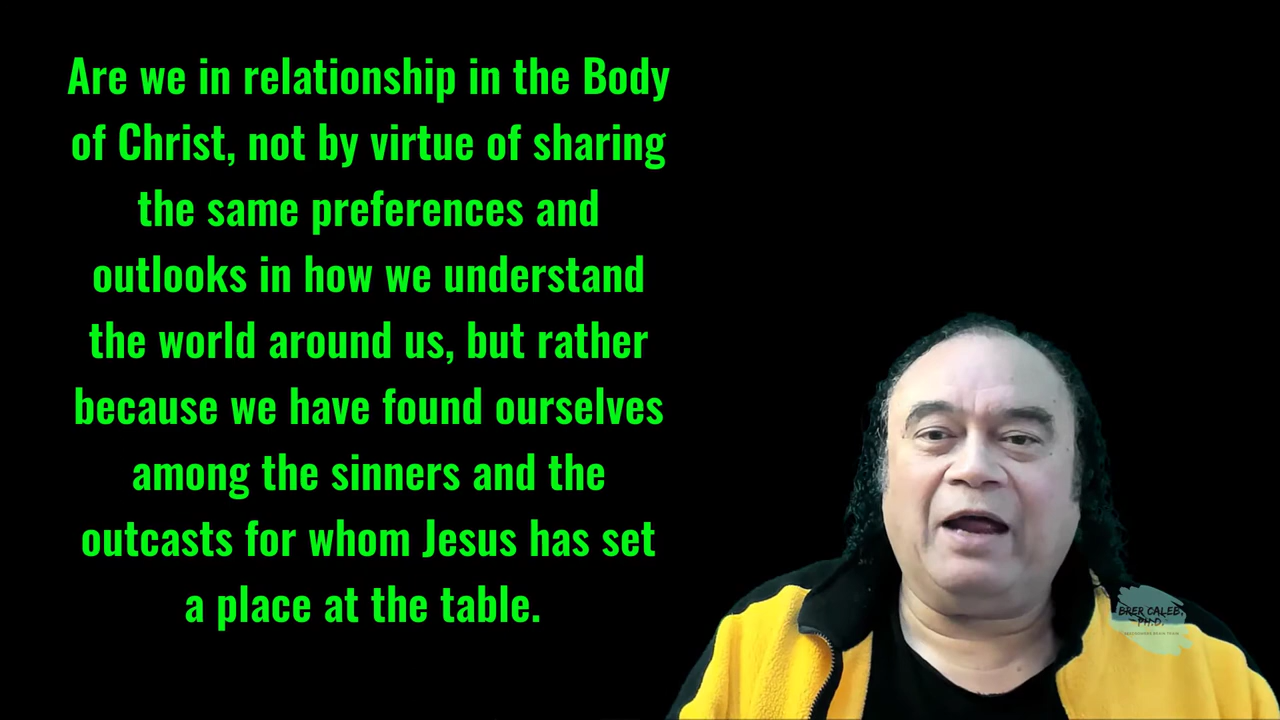 Are we in relationship in the Body
of Christ, not by virtue of sharing
the same preferences and
outlooks in how we understand
the world around us, but rather
because we have found ourselves
among the sinners and the
outcasts for whom Jesus has set
a place at the table.
BRER CALEB,
PH.D.